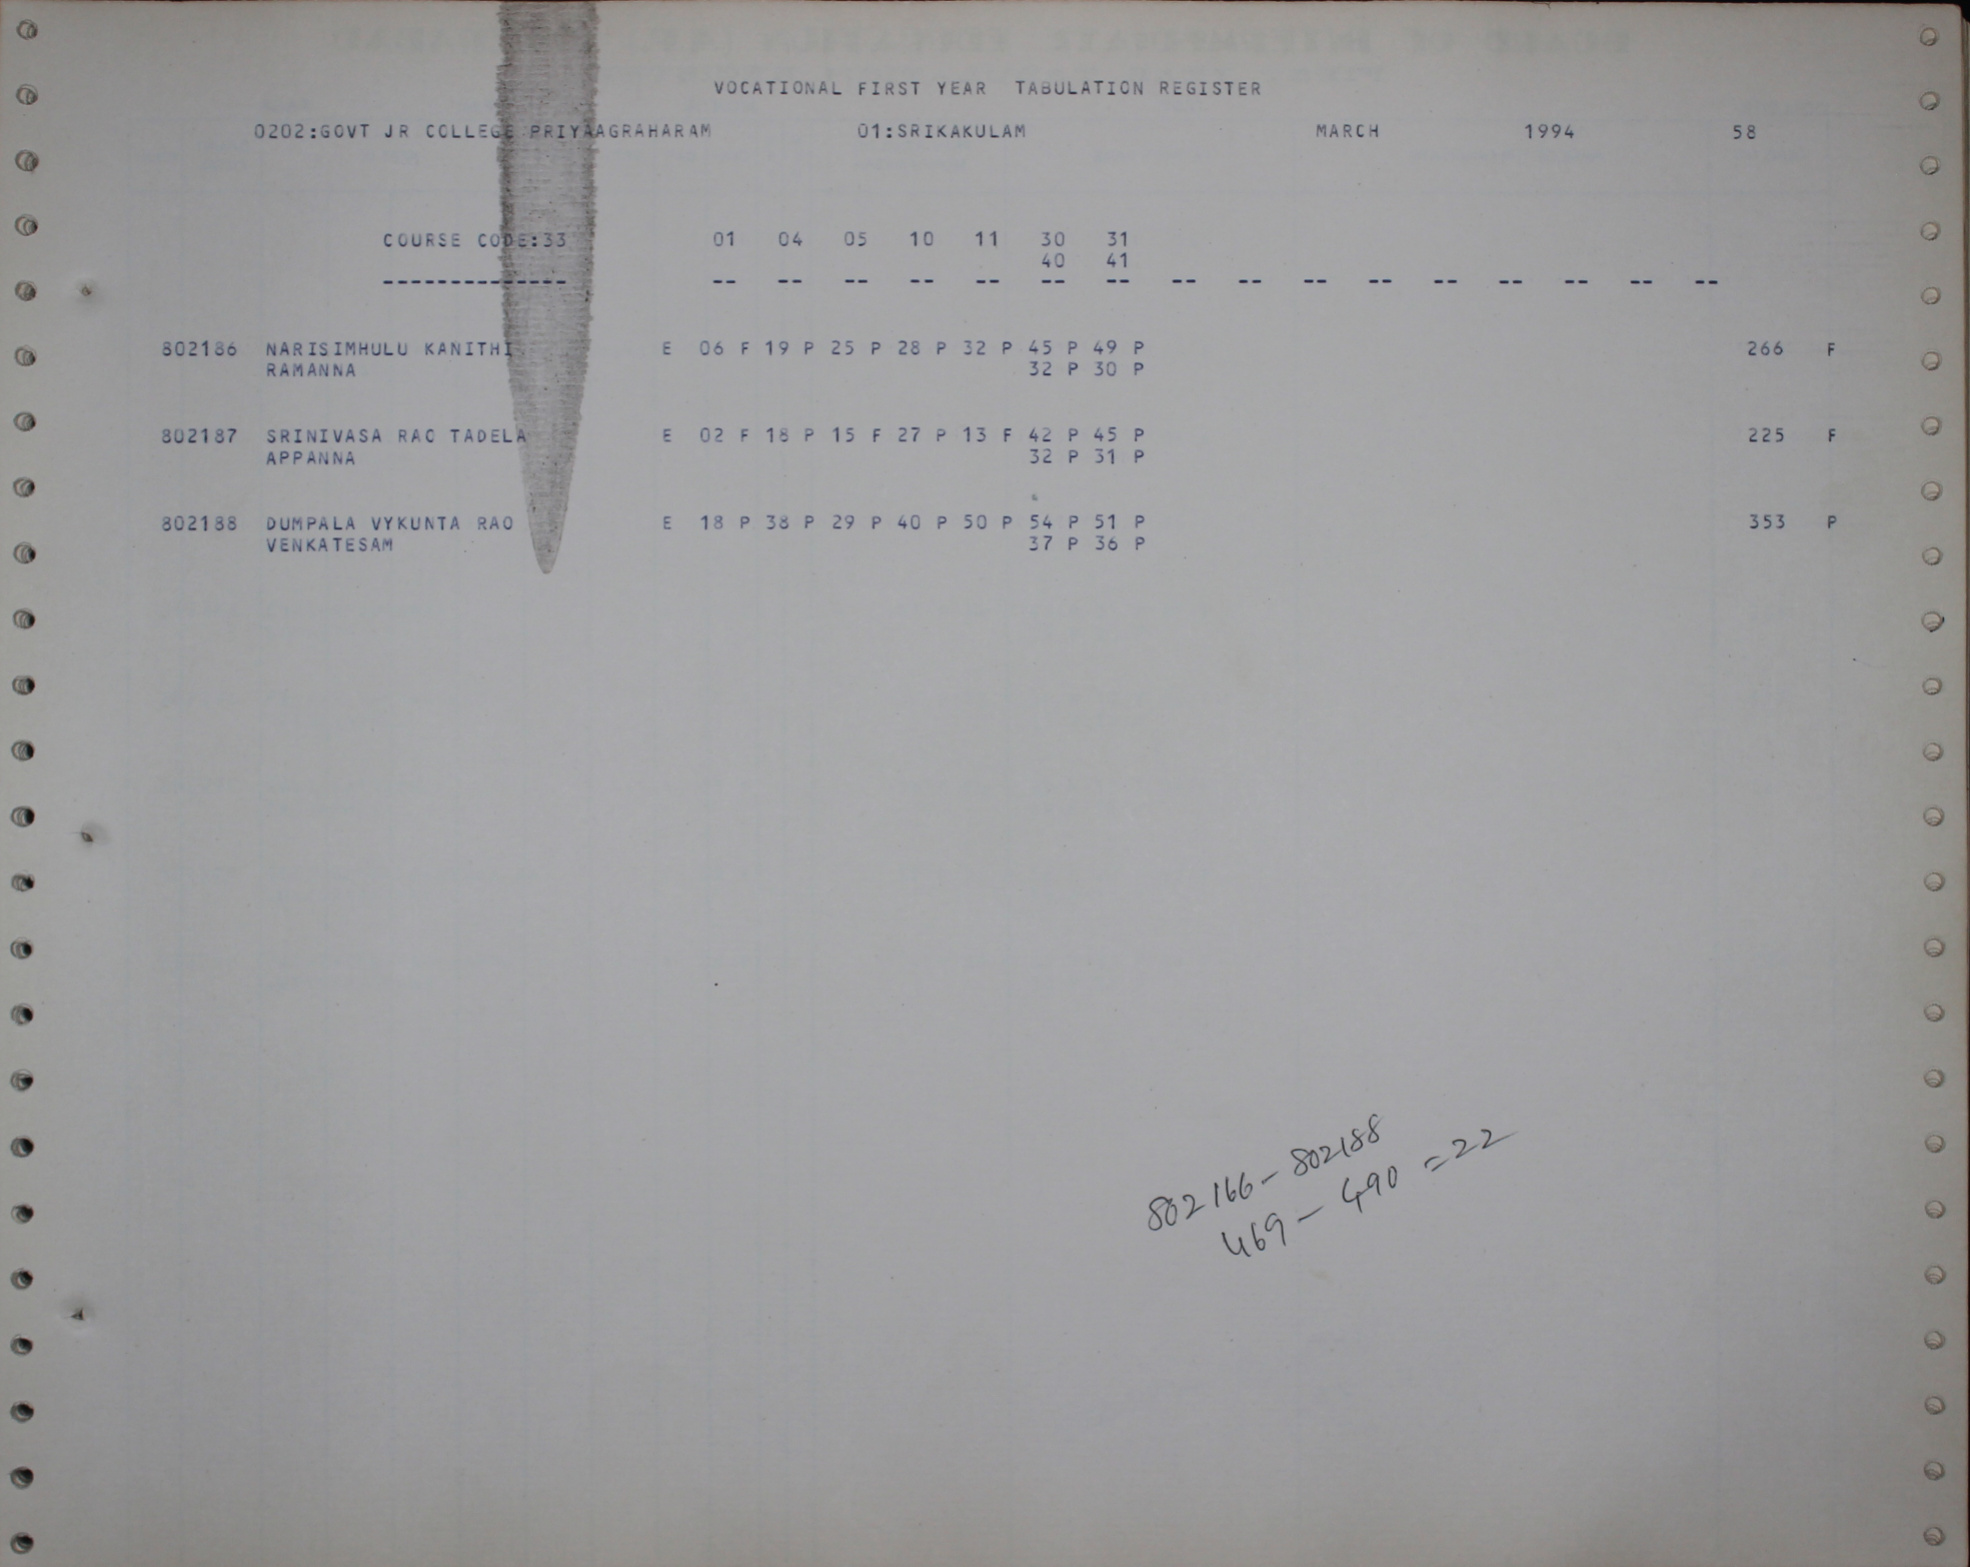 VOCATIONAL FIRST YEAR TABULATION REGISTER
0202:GOVT JR COLLEGE PRIYAAGRAHARAM 01:SRIKAKULAM MARCH 1994 58
COURSE CODE:33 01 04 05 10 11 30 31
40 41
-------------- -- -- -- -- -- -- -- -- -- -- -- -- -- -- -- --
802186 NARISIMHULU KANITHI E 06 F 19 P 25 P 28 P 32 P 45 P 49 P 266 F
RAMANNA 32 P 30 P
802187 SRINIVASA RAO TADELA E 02 F 18 P 15 F 27 P 13 F 42 P 45 P 225 F
APPANNA 32 P 31 P
802188 DUMPALA VYKUNTA RAO E 18 P 38 P 29 P 40 P 50 P 54 P 51 P 353 P
VENKATESAM 37 P 36 P
802166 - 802188
469 - 490 = 22